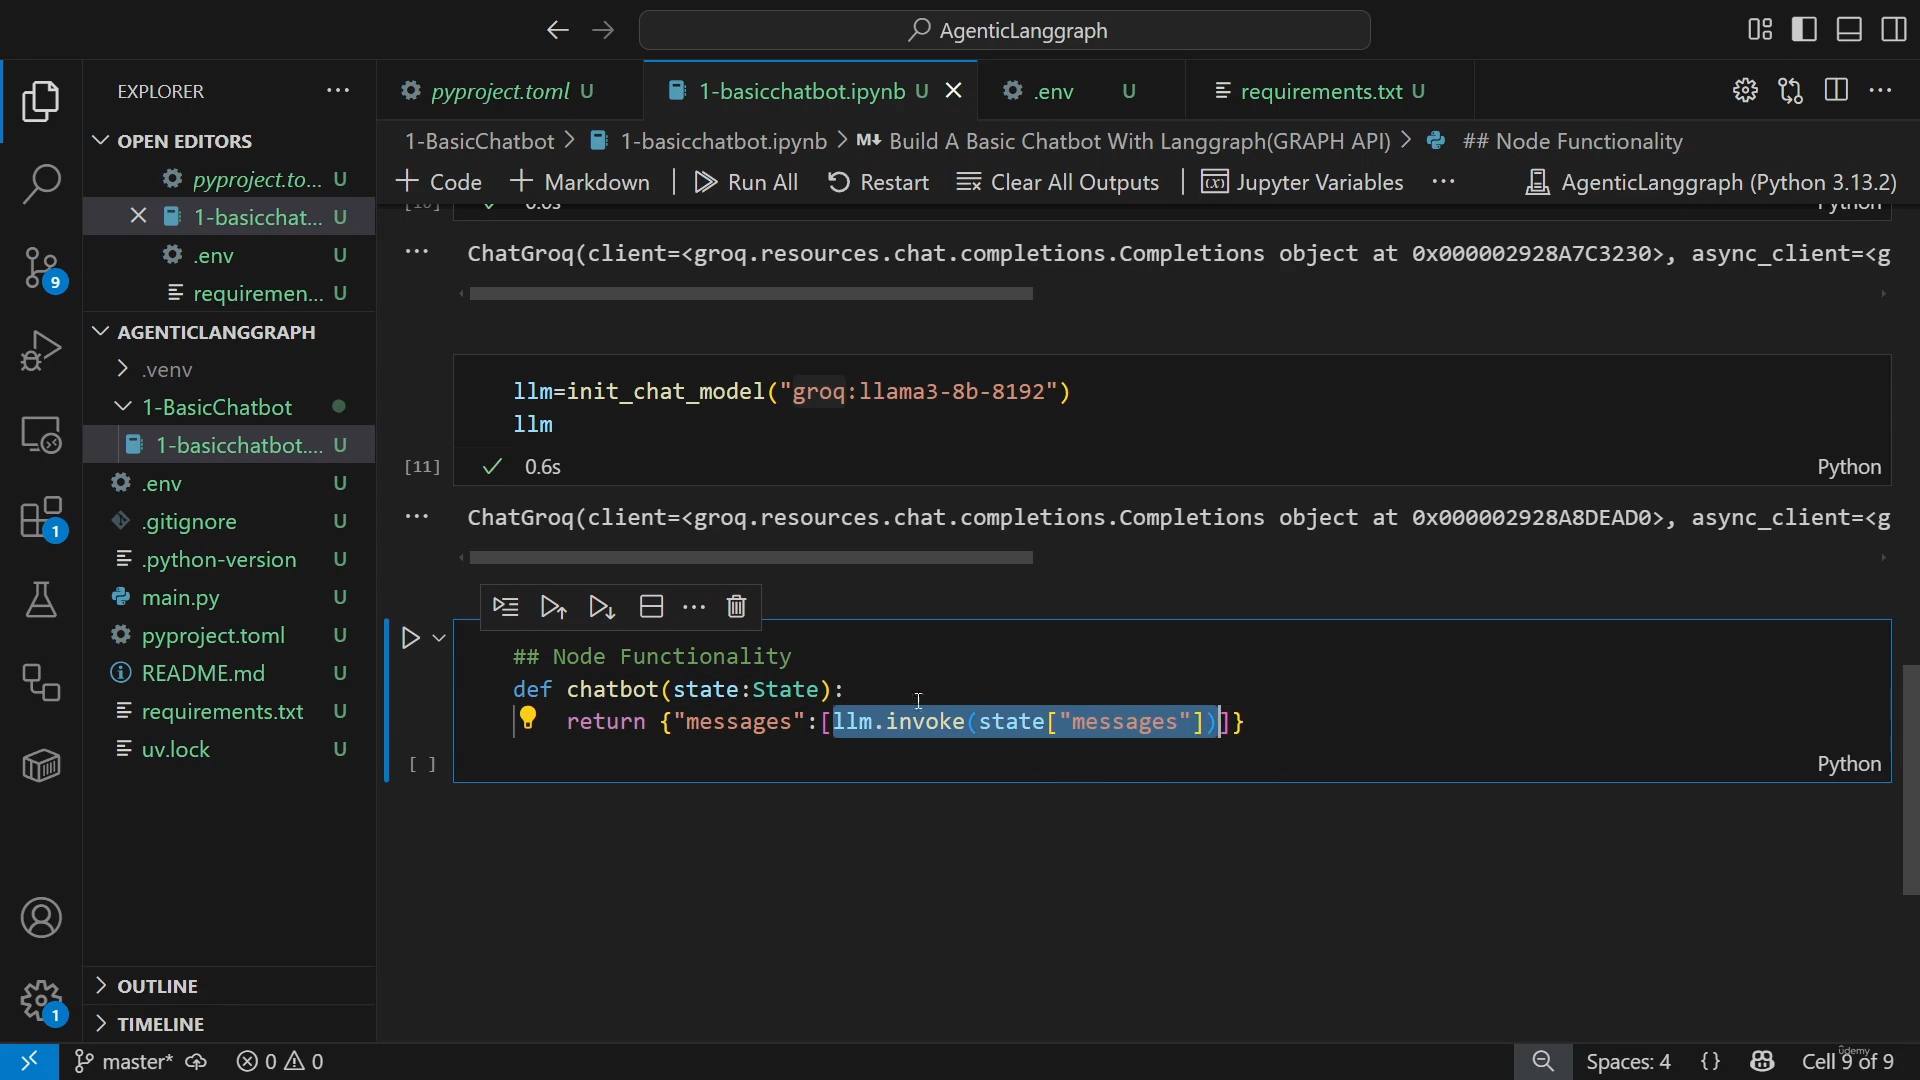 AgenticLanggraph
EXPLORER
pyproject.toml U
1-basicchatbot.ipynb U
.env U
requirements.txt U
OPEN EDITORS
1-BasicChatbot > 1-basicchatbot.ipynb > M↓ Build A Basic Chatbot With Langgraph(GRAPH API) > ## Node Functionality
pyproject.to... U
+ Code + Markdown Run All Restart Clear All Outputs Jupyter Variables ... AgenticLanggraph (Python 3.13.2)
1-basicchat... U
.env U
requiremen... U
ChatGroq(client=<groq.resources.chat.completions.Completions object at 0x000002928A7C3230>, async_client=<g
AGENTICLANGGRAPH
.venv
1-BasicChatbot
1-basicchatbot.... U
.env U
.gitignore U
.python-version U
main.py U
pyproject.toml U
README.md U
requirements.txt U
uv.lock U
llm=init_chat_model("groq:llama3-8b-8192")
llm
[11] 0.6s Python
ChatGroq(client=<groq.resources.chat.completions.Completions object at 0x000002928A8DEAD0>, async_client=<g
## Node Functionality
def chatbot(state:State):
return {"messages":[llm.invoke(state["messages"])]}
[ ] Python
9
1
1
OUTLINE
TIMELINE
master* 0 0 Spaces: 4 {} Cell 9 of 9
udemy